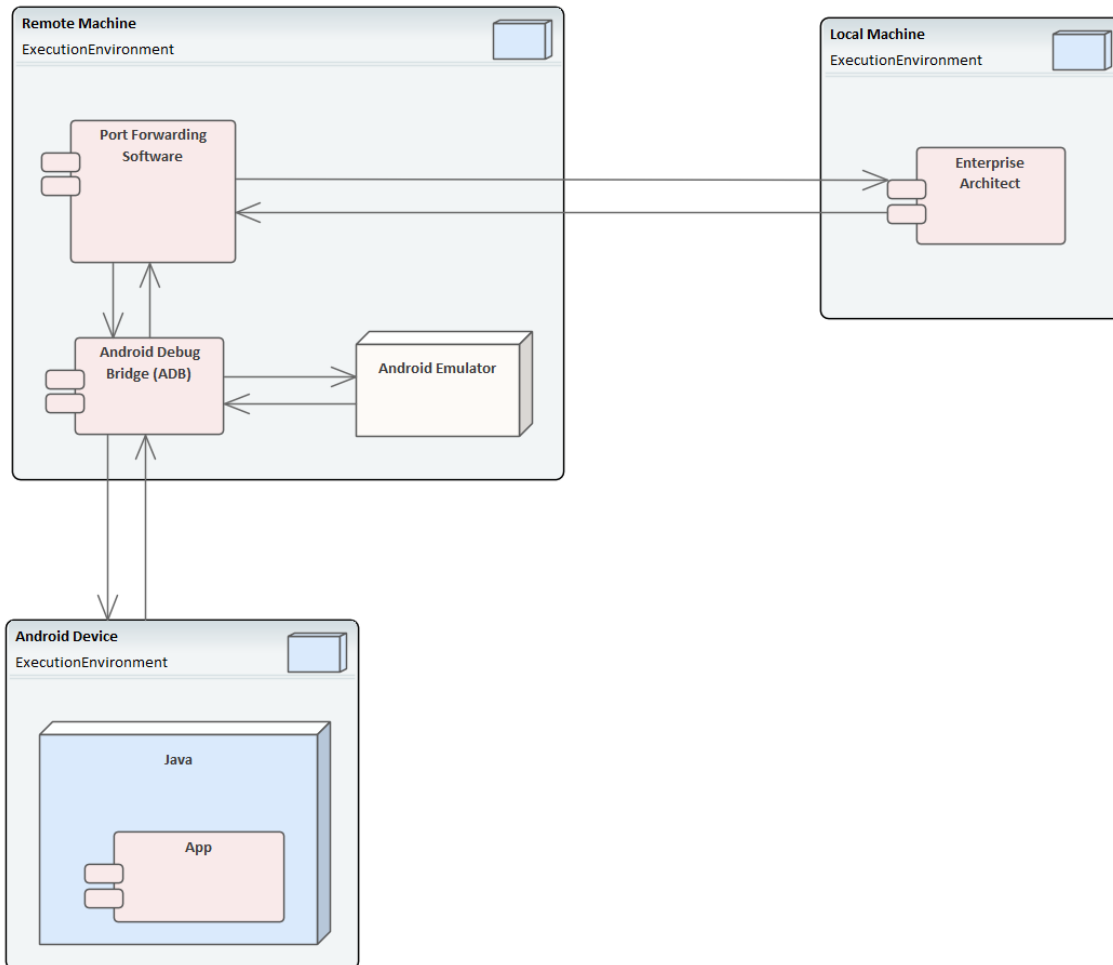 Remote Machine
ExecutionEnvironment
Port Forwarding
Software
Android Debug
Bridge (ADB)
Android Emulator
Local Machine
ExecutionEnvironment
Enterprise
Architect
Android Device
ExecutionEnvironment
Java
App